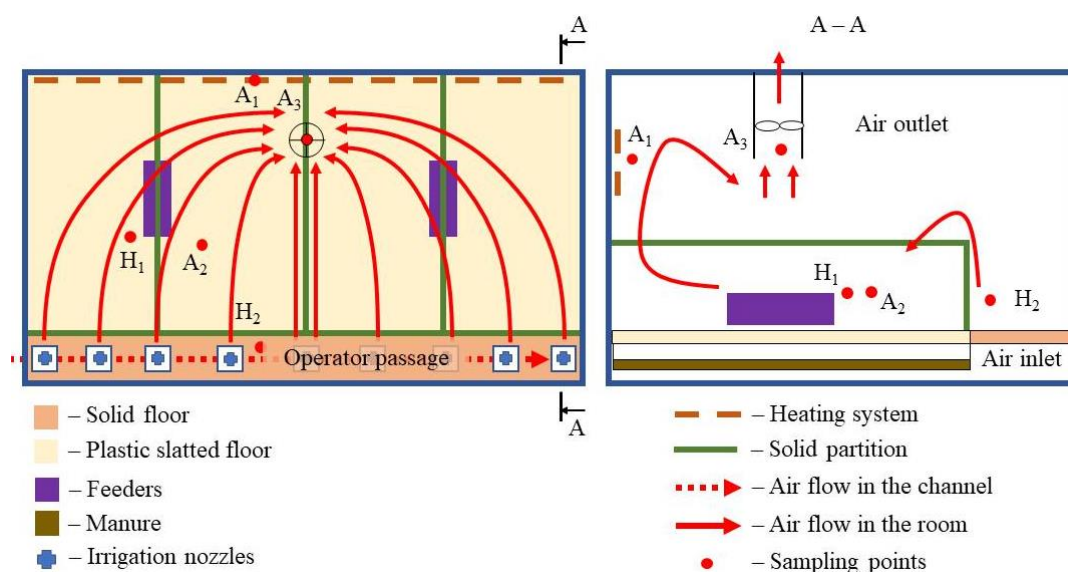 A
A – A
A₁
A₃
H₁
A₂
H₂
Operator passage
A
A₁
A₃
Air outlet
H₁
A₂
H₂
Air inlet
– Solid floor
– Plastic slatted floor
– Feeders
– Manure
– Irrigation nozzles
– Heating system
– Solid partition
– Air flow in the channel
– Air flow in the room
– Sampling points